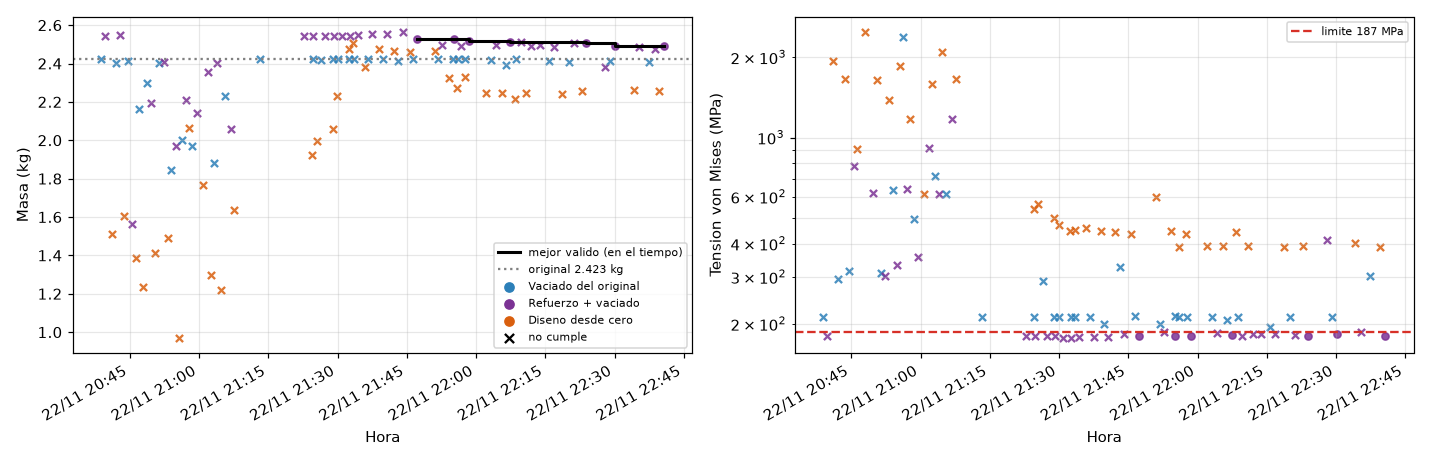 Masa (kg)
2.6
2.4
2.2
2.0
1.8
1.6
1.4
1.2
1.0
mejor valido (en el tiempo)
original 2.423 kg
Vaciado del original
Refuerzo + vaciado
Diseno desde cero
no cumple
22/11 20:45
22/11 21:00
22/11 21:15
22/11 21:30
22/11 21:45
22/11 22:00
22/11 22:15
22/11 22:30
22/11 22:45
Hora
Tension von Mises (MPa)
2 × 10³
10³
6 × 10²
4 × 10²
3 × 10²
2 × 10²
limite 187 MPa
22/11 20:45
22/11 21:00
22/11 21:15
22/11 21:30
22/11 21:45
22/11 22:00
22/11 22:15
22/11 22:30
22/11 22:45
Hora